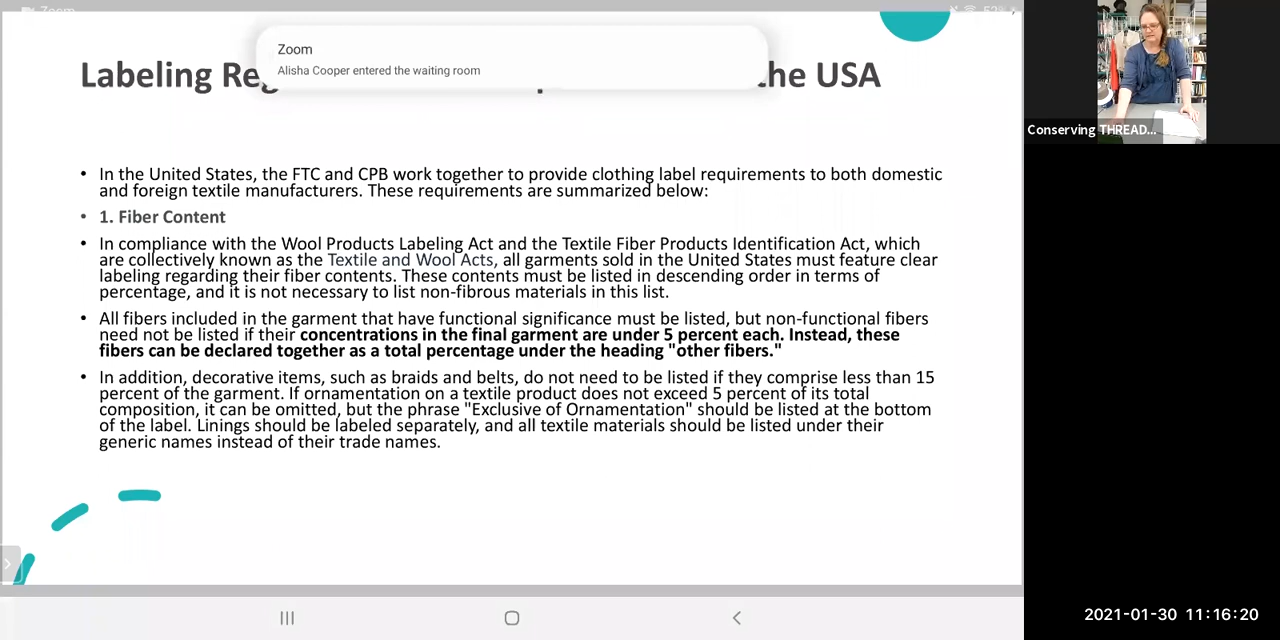 Zoom
52%
Zoom
Alisha Cooper entered the waiting room
Labeling Reg the USA
• In the United States, the FTC and CPB work together to provide clothing label requirements to both domestic
and foreign textile manufacturers. These requirements are summarized below:
• 1. Fiber Content
• In compliance with the Wool Products Labeling Act and the Textile Fiber Products Identification Act, which
are collectively known as the Textile and Wool Acts, all garments sold in the United States must feature clear
labeling regarding their fiber contents. These contents must be listed in descending order in terms of
percentage, and it is not necessary to list non-fibrous materials in this list.
• All fibers included in the garment that have functional significance must be listed, but non-functional fibers
need not be listed if their concentrations in the final garment are under 5 percent each. Instead, these
fibers can be declared together as a total percentage under the heading "other fibers."
• In addition, decorative items, such as braids and belts, do not need to be listed if they comprise less than 15
percent of the garment. If ornamentation on a textile product does not exceed 5 percent of its total
composition, it can be omitted, but the phrase "Exclusive of Ornamentation" should be listed at the bottom
of the label. Linings should be labeled separately, and all textile materials should be listed under their
generic names instead of their trade names.
Conserving THREAD...
2021-01-30 11:16:20